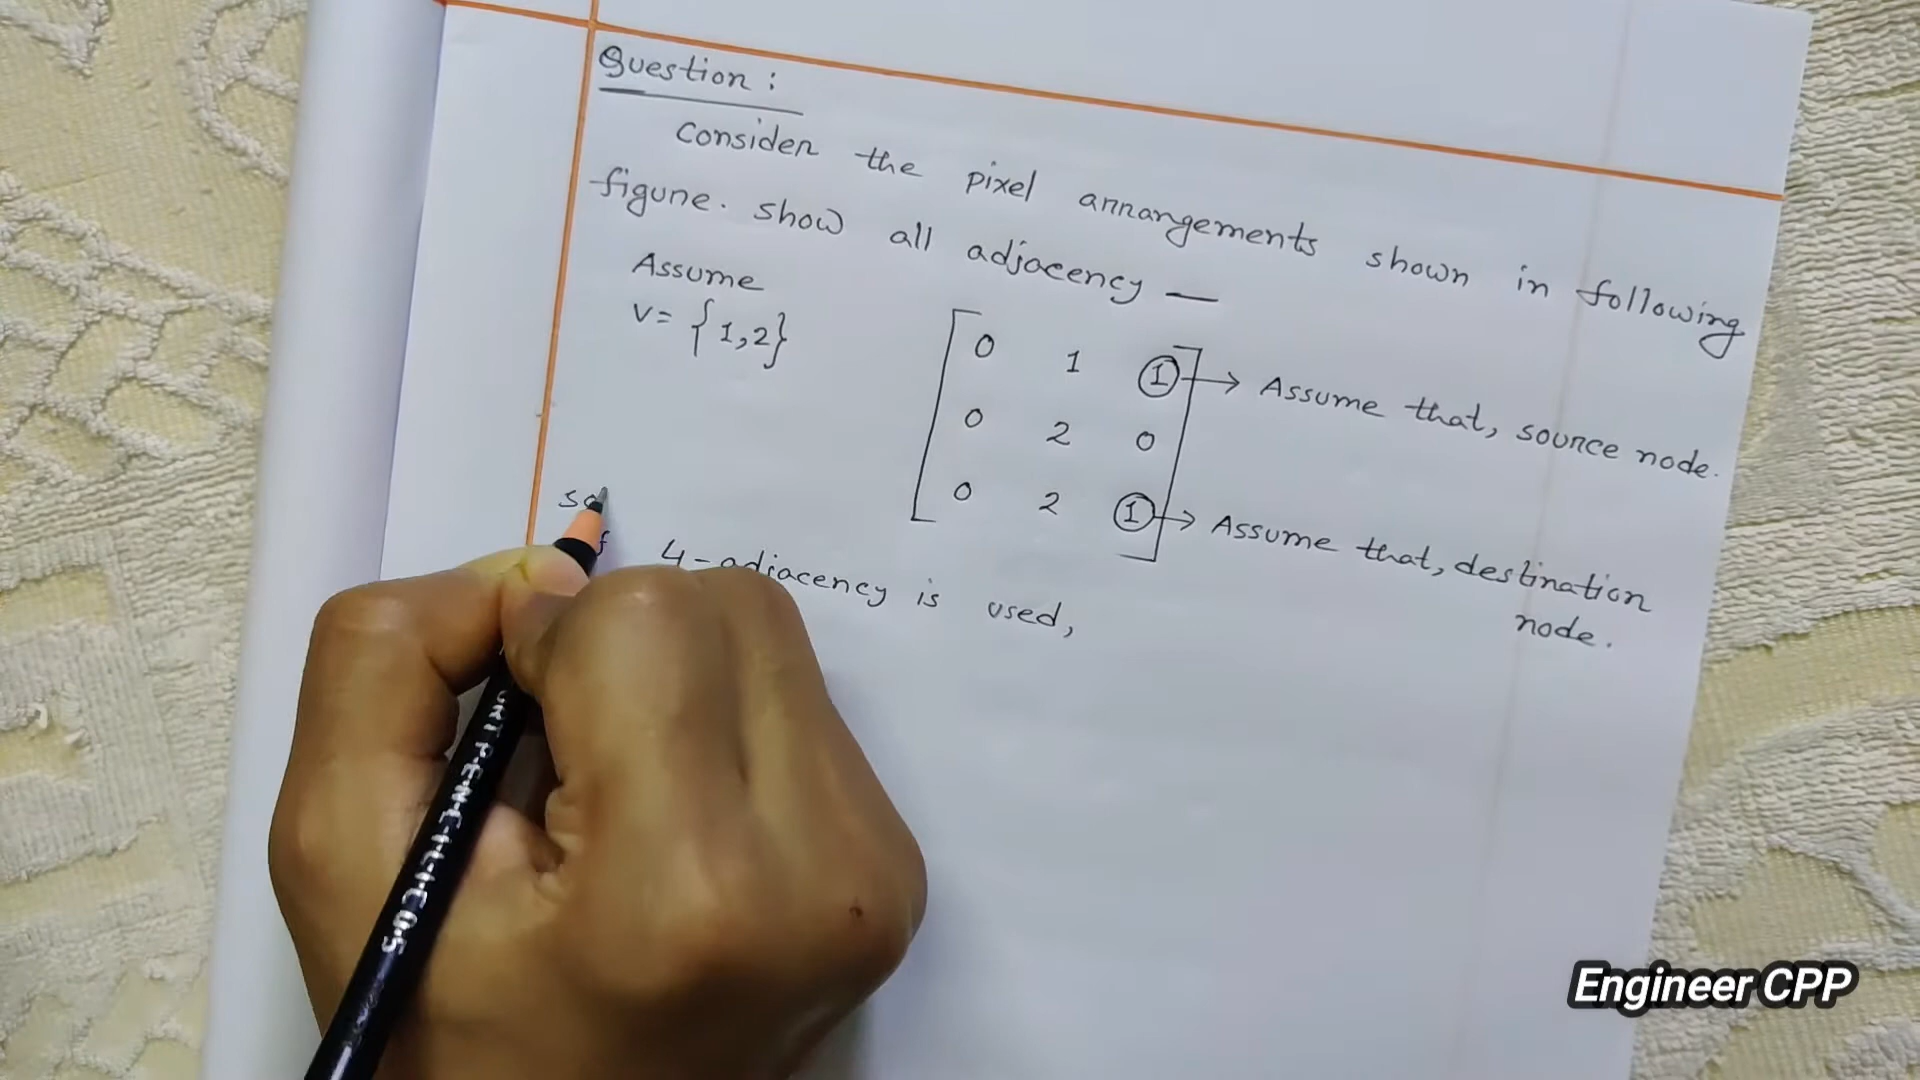 Question :
Consider the pixel arrangements shown in following
figure. show all adjacency —
Assume
V = {1,2}
0 1 1 → Assume that, source node.
0 2 0
0 2 1 → Assume that, destination
node.
4-adjacency is used,
Engineer CPP